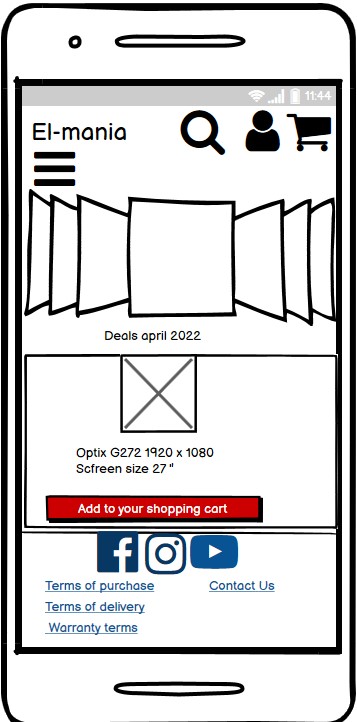 11:44
El-mania
Deals april 2022
Optix G272 1920 x 1080
Scfreen size 27 "
Add to your shopping cart
Terms of purchase
Contact Us
Terms of delivery
Warranty terms